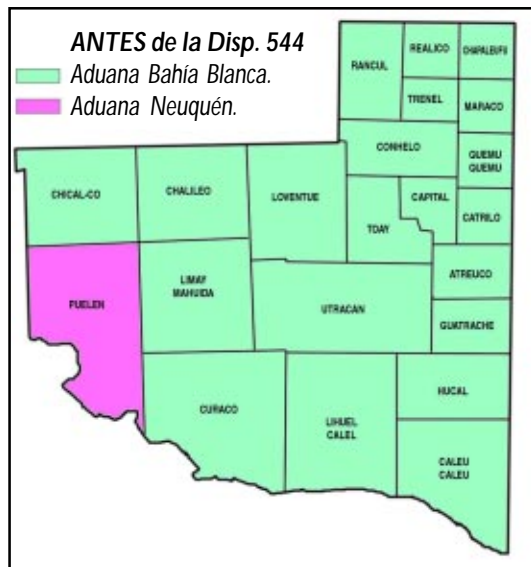 ANTES de la Disp. 544
Aduana Bahía Blanca.
Aduana Neuquén.
RANCUL
REALICO
CHAPALEUFU
TRENEL
MARACO
CONHELO
QUEMU
QUEMU
CHICAL-CO
CHALILEO
LOVENTUE
TOAY
CAPITAL
CATRILO
PUELEN
LIMAY
MAHUIDA
UTRACAN
ATREUCO
GUATRACHE
CURACO
LIHUEL
CALEL
HUCAL
CALEU
CALEU